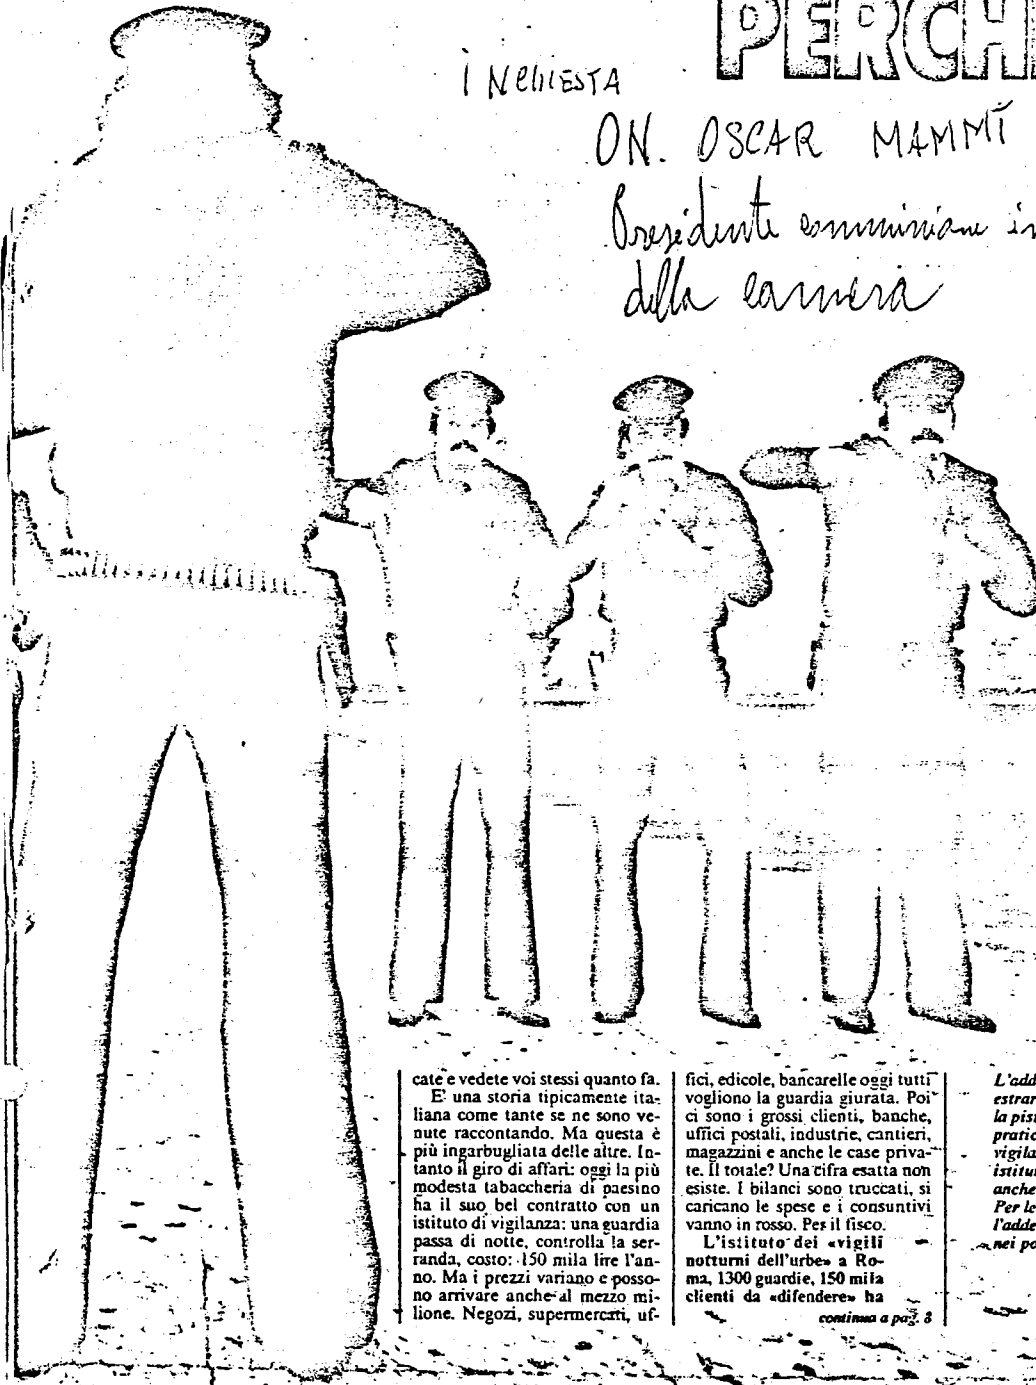 PERCH
INCHIESTA
ON. OSCAR MAMMÌ
Presidente commissione in
della camera
cate e vedete voi stessi quanto fa.
E' una storia tipicamente ita-
liana come tante se ne sono ve-
nute raccontando. Ma questa è
più ingarbugliata delle altre. In-
tanto il giro di affari: oggi la più
modesta tabaccheria di paesino
ha il suo bel contratto con un
istituto di vigilanza: una guardia
passa di notte, controlla la ser-
randa, costo: 150 mila lire l'an-
no. Ma i prezzi variano e posso-
no arrivare anche al mezzo mi-
lione. Negozi, supermercati, uf-
fici, edicole, bancarelle oggi tutti
vogliono la guardia giurata. Poi
ci sono i grossi clienti, banche,
uffici postali, industrie, cantieri,
magazzini e anche le case priva-
te. Il totale? Una cifra esatta non
esiste. I bilanci sono truccati, si
caricano le spese e i consuntivi
vanno in rosso. Per il fisco.
L'istituto dei «vigili
notturni dell'urbe» a Ro-
ma, 1300 guardie, 150 mila
clienti da «difendere» ha
continua a pag. 8
L'add
estrar
la pist
pratic
vigila
istitu
anche
Per le
l'adde
nei po